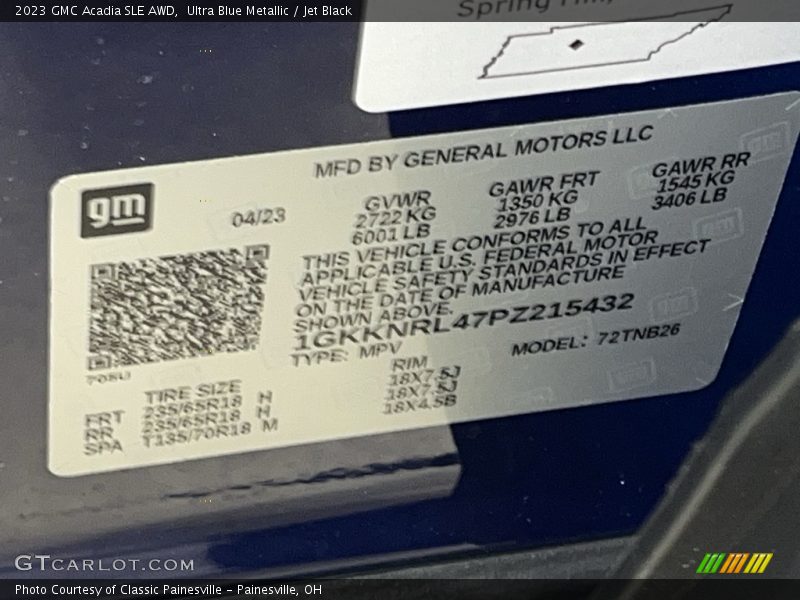 2023 GMC Acadia SLE AWD, Ultra Blue Metallic / Jet Black
Spring Hill,
MFD BY GENERAL MOTORS LLC
gm
04/23
GVWR
2722 KG
6001 LB
GAWR FRT
1350 KG
2976 LB
GAWR RR
1545 KG
3406 LB
THIS VEHICLE CONFORMS TO ALL
APPLICABLE U.S. FEDERAL MOTOR
VEHICLE SAFETY STANDARDS IN EFFECT
ON THE DATE OF MANUFACTURE
SHOWN ABOVE.
1GKKNRL47PZ215432
TYPE: MPV
MODEL: 72TNB26
TIRE SIZE
RIM
FRT 235/65R18 H 18X7.5J
RR 235/65R18 H 18X7.5J
SPA T135/70R18 M 18X4.5B
GTCARLOT.COM
Photo Courtesy of Classic Painesville - Painesville, OH